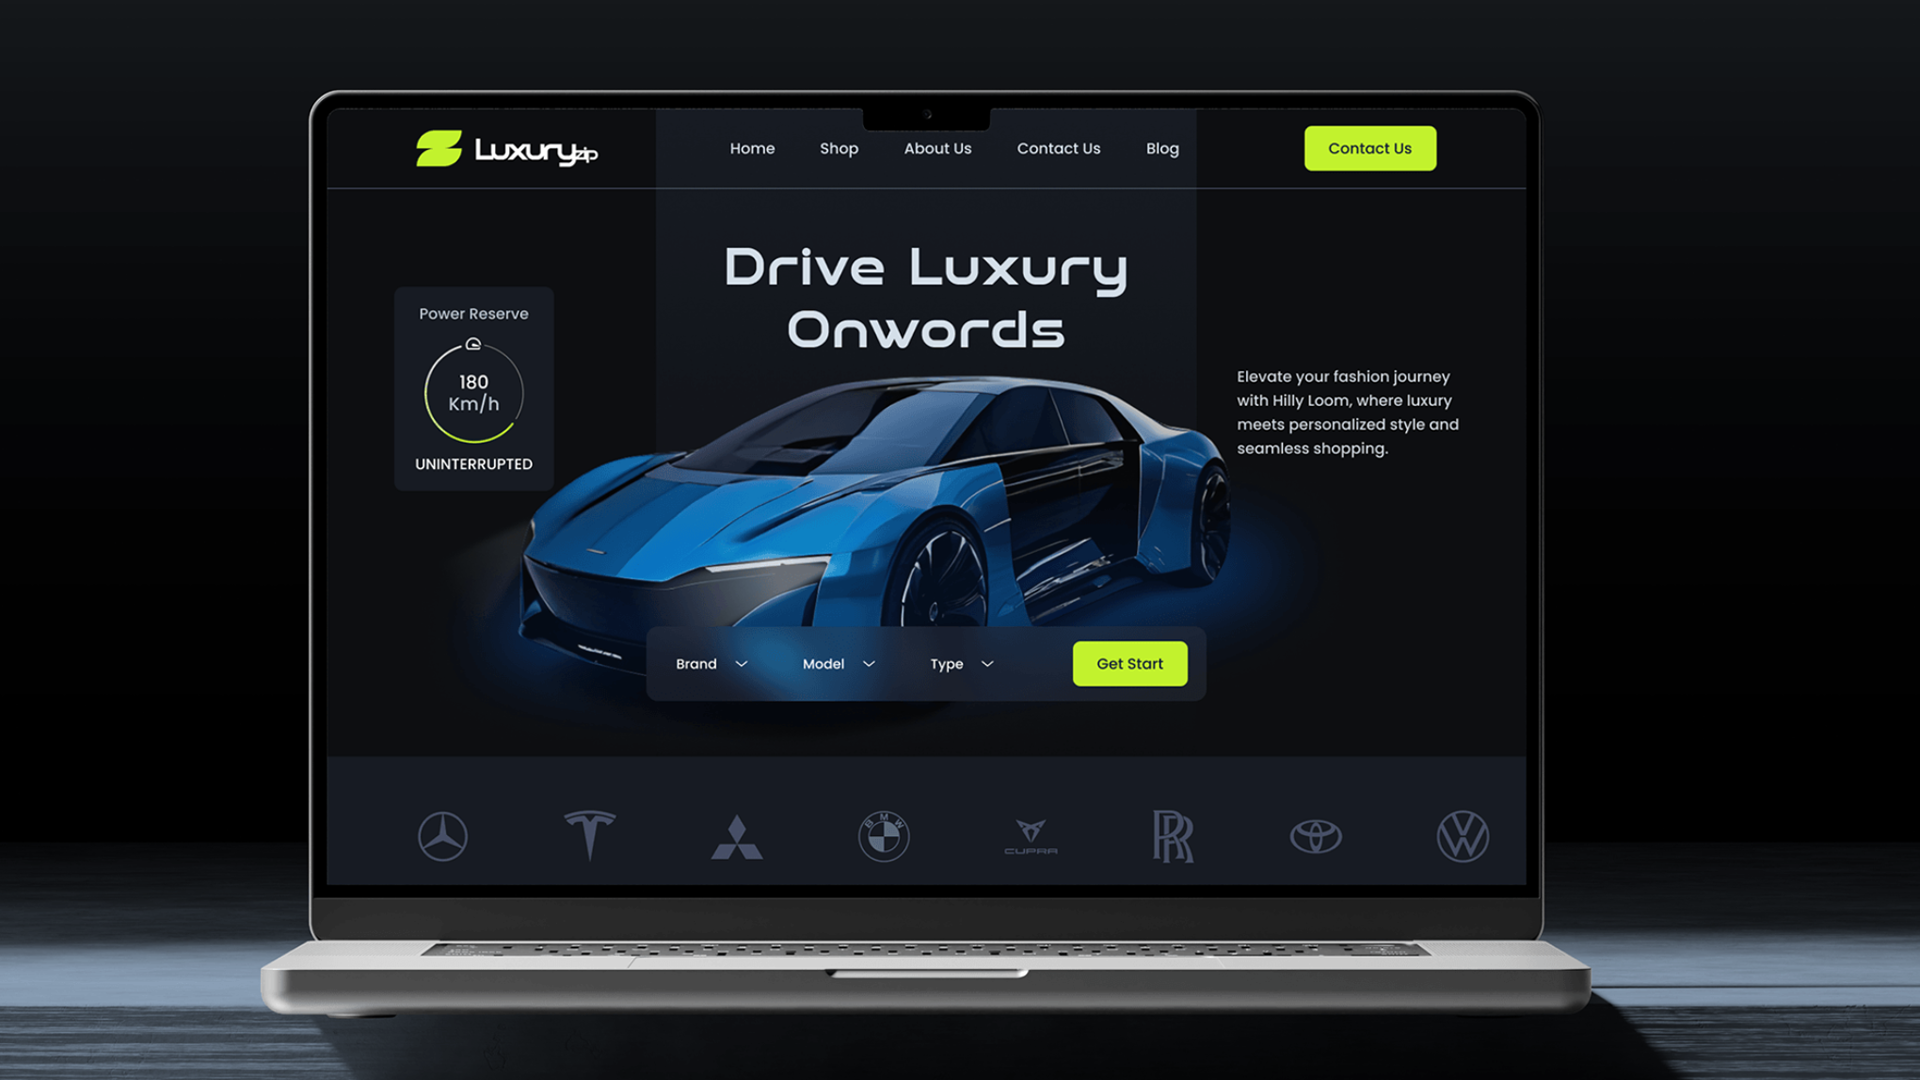 Luxuryzip
Home Shop About Us Contact Us Blog
Contact Us
Drive Luxury
Onwords
Power Reserve
180
Km/h
UNINTERRUPTED
Elevate your fashion journey
with Hilly Loom, where luxury
meets personalized style and
seamless shopping.
Brand Model Type
Get Start
BMW
CUPRA
RR